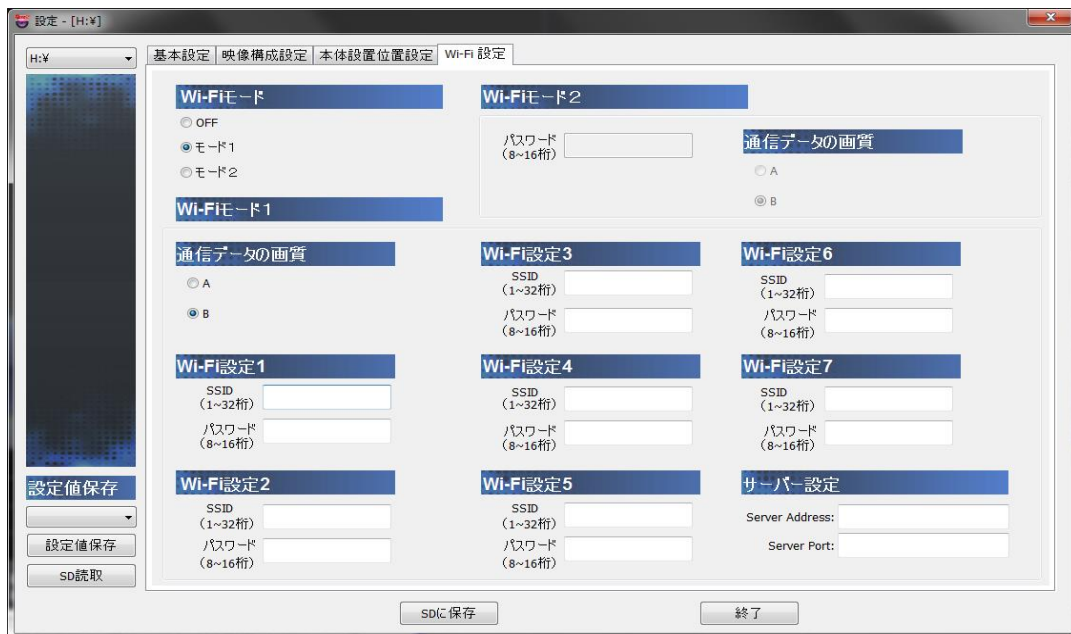 設定 - [H:¥]
H:¥
基本設定
映像構成設定
本体設置位置設定
Wi-Fi 設定
Wi-Fiモード
OFF
モード1
モード2
Wi-Fiモード2
パスワード
(8~16桁)
通信データの画質
A
B
Wi-Fiモード1
通信データの画質
A
B
Wi-Fi設定1
SSID
(1~32桁)
パスワード
(8~16桁)
Wi-Fi設定2
SSID
(1~32桁)
パスワード
(8~16桁)
Wi-Fi設定3
SSID
(1~32桁)
パスワード
(8~16桁)
Wi-Fi設定4
SSID
(1~32桁)
パスワード
(8~16桁)
Wi-Fi設定5
SSID
(1~32桁)
パスワード
(8~16桁)
Wi-Fi設定6
SSID
(1~32桁)
パスワード
(8~16桁)
Wi-Fi設定7
SSID
(1~32桁)
パスワード
(8~16桁)
サーバー設定
Server Address:
Server Port:
設定値保存
設定値保存
SD読取
SDに保存
終了